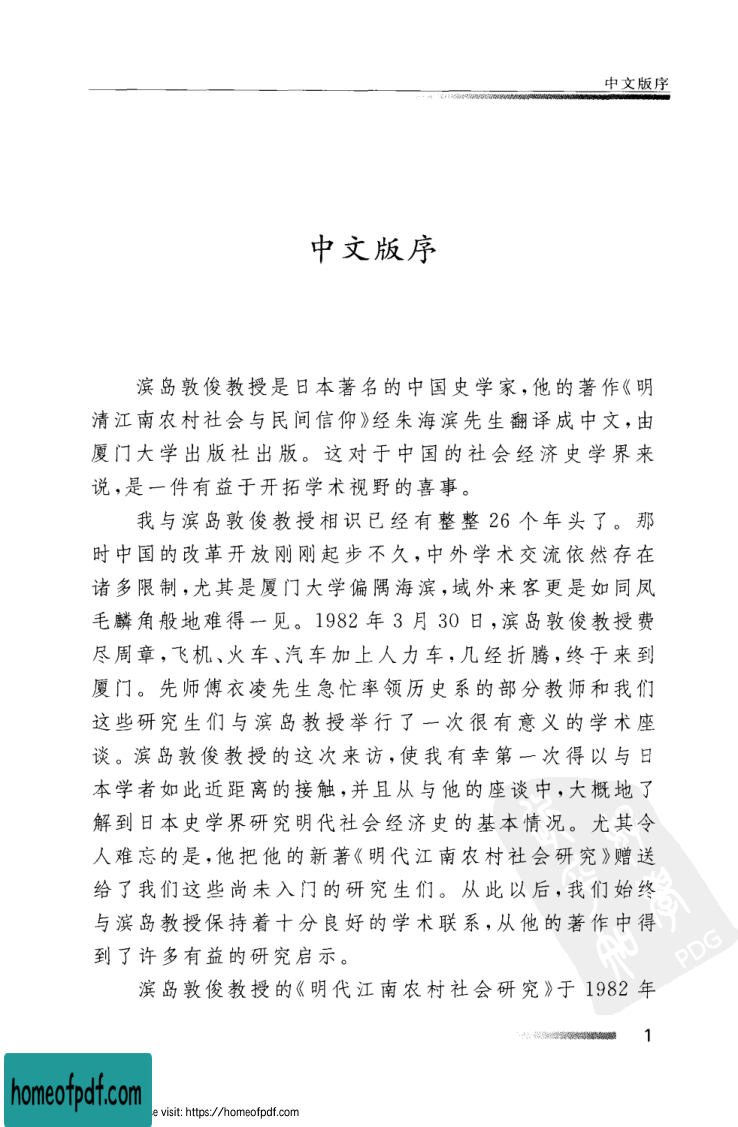 中文版序
中文版序
滨岛敦俊教授是日本著名的中国史学家，他的著作《明
清江南农村社会与民间信仰》经朱海滨先生翻译成中文，由
厦门大学出版社出版。这对于中国的社会经济史学界来
说，是一件有益于开拓学术视野的喜事。
我与滨岛敦俊教授相识已经有整整 26 个年头了。那
时中国的改革开放刚刚起步不久，中外学术交流依然存在
诸多限制，尤其是厦门大学偏隅海滨，域外来客更是如同凤
毛麟角般地难得一见。1982 年 3 月 30 日，滨岛敦俊教授费
尽周章，飞机、火车、汽车加上人力车，几经折腾，终于来到
厦门。先师傅衣凌先生急忙率领历史系的部分教师和我们
这些研究生们与滨岛教授举行了一次很有意义的学术座
谈。滨岛敦俊教授的这次来访，使我有幸第一次得以与日
本学者如此近距离的接触，并且从与他的座谈中，大概地了
解到日本史学界研究明代社会经济史的基本情况。尤其令
人难忘的是，他把他的新著《明代江南农村社会研究》赠送
给了我们这些尚未入门的研究生们。从此以后，我们始终
与滨岛教授保持着十分良好的学术联系，从他的著作中得
到了许多有益的研究启示。
滨岛敦俊教授的《明代江南农村社会研究》于 1982 年
PDG
1
homeofpdf.com
e visit: https://homeofpdf.com